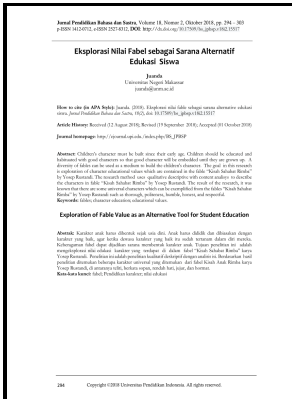 Jurnal Pendidikan Bahasa dan Sastra, Volume 18, Nomor 2, Oktober 2018, pp 294 – 303
p-ISSN 1412-0712, e-ISSN 2527-8312, DOI: http://dx.doi.org/10.17509/bs_jpbsp.v18i2.15517
Eksplorasi Nilai Fabel sebagai Sarana Alternatif
Edukasi Siswa
Juanda
Universitas Negeri Makassar
juanda@unm.ac.id
How to cite (in APA Style): Juanda. (2018). Eksplorasi nilai fabel sebagai sarana alternatif edukasi
siswa. Jurnal Pendidikan Bahasa dan Sastra, 18(2), doi: 10.17509/bs_jpbsp.v18i2.15517
Article History: Received (12 August 2018); Revised (19 September 2018); Accepted (01 October 2018)
Journal homepage: http://ejournal.upi.edu/index.php/BS_JPBSP
Abstract: Children's character must be built since their early age. Children should be educated and
habituated with good characters so that good character will be embedded until they are grown up. A
diversity of fables can be used as a medium to build the children's character. The goal in this research
is exploration of character educational values which are contained in the fable "Kisah Sahabat Rimba"
by Yosep Rustandi. The research method uses qualitative descriptive with content analysis to describe
the characters in fable "Kisah Sahabat Rimba" by Yosep Rustandi. The result of the research, it was
known that there are some universal characters which can be exemplified from the fables "Kisah Sahabat
Rimba" by Yosep Rustandi such as thorough, politeness, humble, honest, and respectful.
Keywords: fables; character education; educational values.
Exploration of Fable Value as an Alternative Tool for Student Education
Abstrak: Karakter anak harus dibentuk sejak usia dini. Anak harus dididik dan dibiasakan dengan
karakter yang baik, agar ketika dewasa karakter yang baik itu sudah tertanam dalam diri mereka.
Keberagaman fabel dapat dijadikan sarana membentuk karakter anak. Tujuan penelitian ini adalah
mengeksplorasi nilai edukasi karakter yang terdapat di dalam fabel "Kisah Sahabat Rimba" karya
Yosep Rustandi. Penelitian ini adalah penelitian kualitatif deskriptif dengan analisis isi. Berdasarkan hasil
penelitian ditemukan beberapa karakter universal yang ditemukan dari fabel Kisah Anak Rimba karya
Yosep Rustandi, di antaranya teliti, berbicara sopan, rendah hati, jujur, dan hormat.
Kata-kata kunci: fabel; Pendidikan karakter; nilai edukasi
294 Copyright ©2018 Universitas Pendidikan Indonesia. All rights reserved.